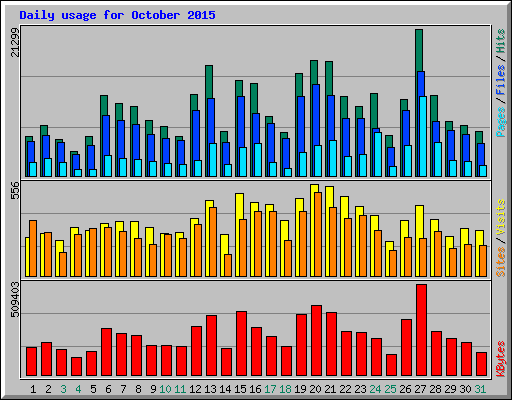 Daily usage for October 2015
21299
Pages / Files / Hits
556
Sites / Visits
509403
KBytes
1 2 3 4 5 6 7 8 9 10 11 12 13 14 15 16 17 18 19 20 21 22 23 24 25 26 27 28 29 30 31